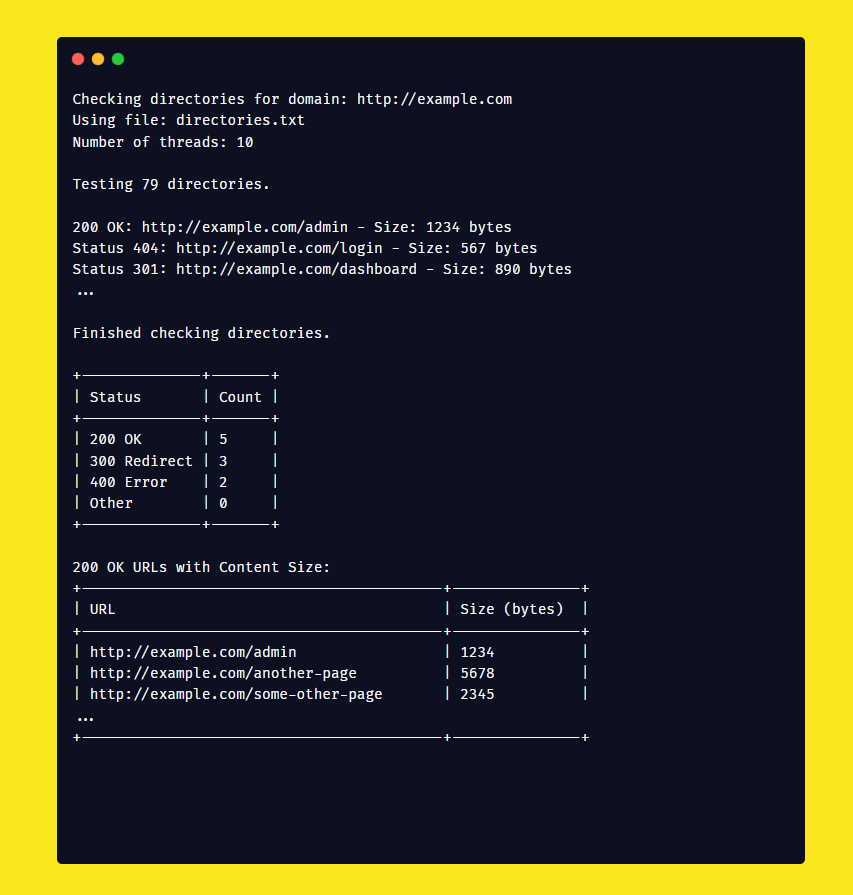 Checking directories for domain: http://example.com
Using file: directories.txt
Number of threads: 10
Testing 79 directories.
200 OK: http://example.com/admin - Size: 1234 bytes
Status 404: http://example.com/login - Size: 567 bytes
Status 301: http://example.com/dashboard - Size: 890 bytes
...
Finished checking directories.
+--------------+-------+
| Status       | Count |
+--------------+-------+
| 200 OK       | 5     |
| 300 Redirect | 3     |
| 400 Error    | 2     |
| Other        | 0     |
+--------------+-------+
200 OK URLs with Content Size:
+------------------------------------------+---------------+
| URL                                      | Size (bytes)  |
+------------------------------------------+---------------+
| http://example.com/admin                 | 1234          |
| http://example.com/another-page          | 5678          |
| http://example.com/some-other-page       | 2345          |
...
+------------------------------------------+---------------+